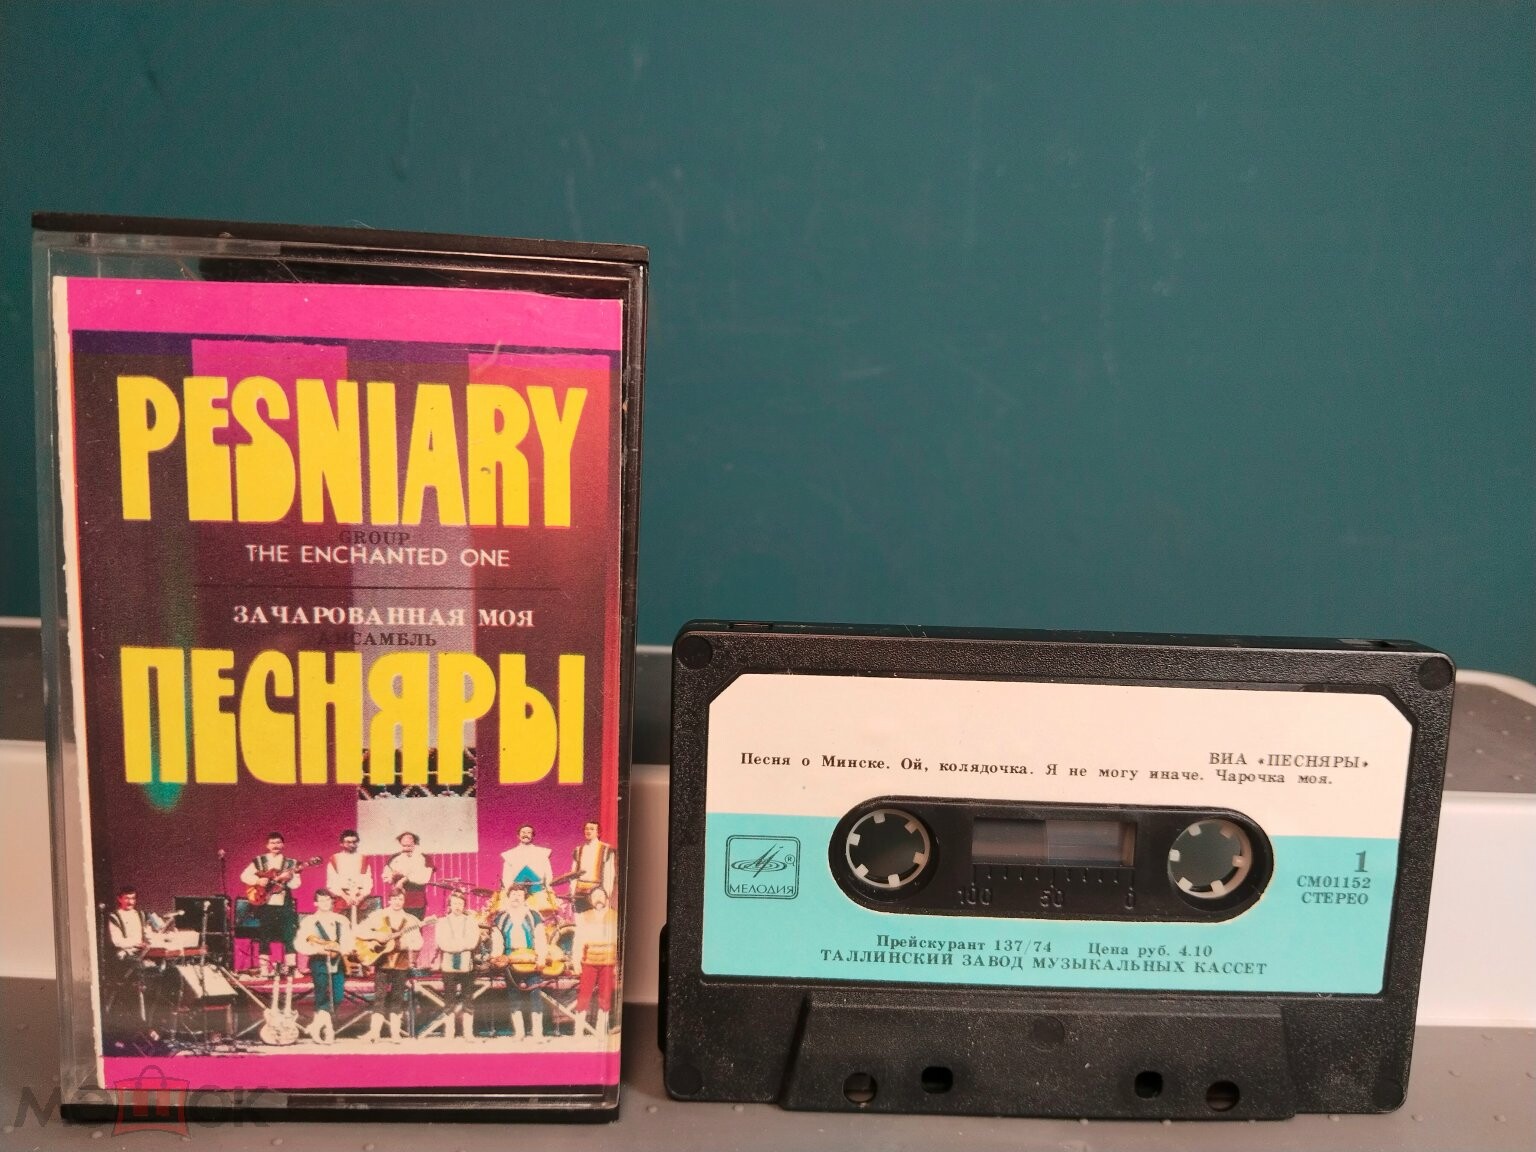 PESNIARY
GROUP
THE ENCHANTED ONE
ЗАЧАРОВАННАЯ МОЯ
АНСАМБЛЬ
ПЕСНЯРЫ
ВИА «ПЕСНЯРЫ»
Песня о Минске. Ой, колядочка. Я не могу иначе. Чарочка моя.
МЕЛОДИЯ
®
100 50 0
1
СМ01152
СТЕРЕО
Прейскурант 137/74 Цена руб. 4.10
ТАЛЛИНСКИЙ ЗАВОД МУЗЫКАЛЬНЫХ КАССЕТ
МЕШОК